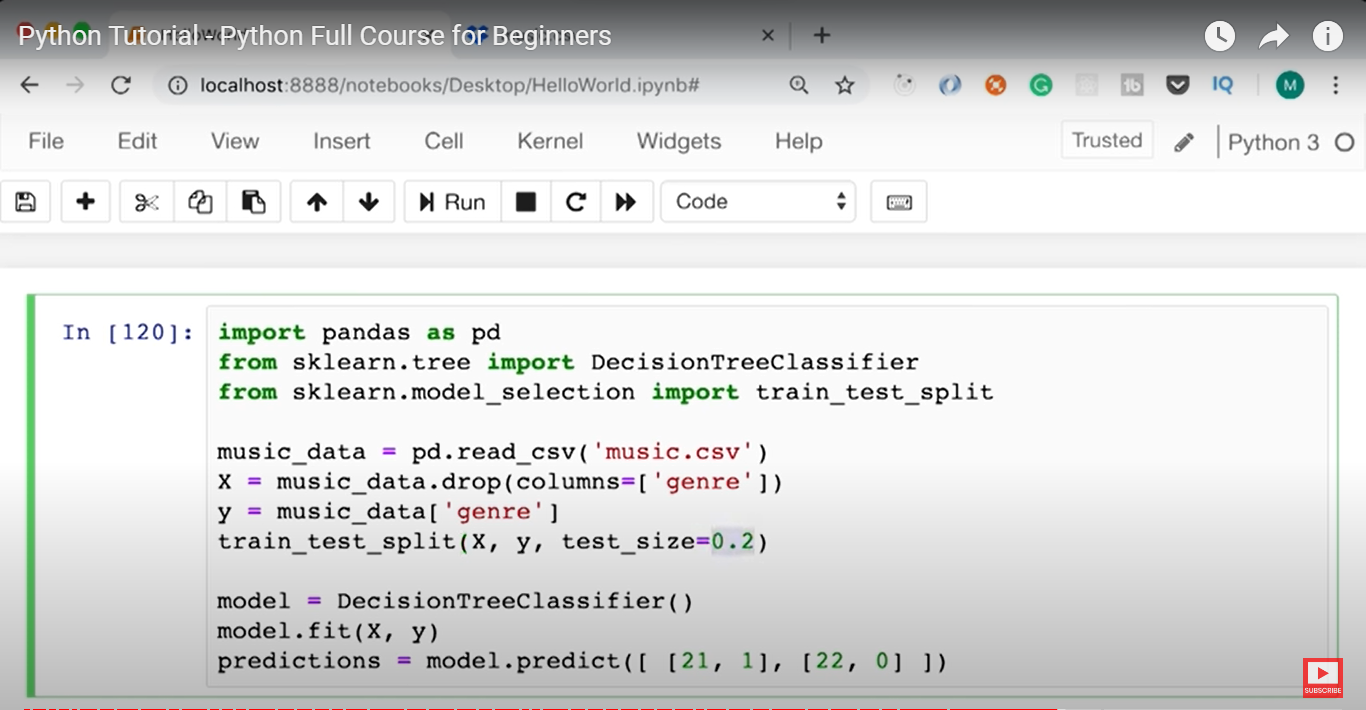 Python Tutorial - Python Full Course for Beginners
localhost:8888/notebooks/Desktop/HelloWorld.ipynb#
IQ
M
File Edit View Insert Cell Kernel Widgets Help
Trusted
Python 3
Run
Code
In [120]:
import pandas as pd
from sklearn.tree import DecisionTreeClassifier
from sklearn.model_selection import train_test_split
music_data = pd.read_csv('music.csv')
X = music_data.drop(columns=['genre'])
y = music_data['genre']
train_test_split(X, y, test_size=0.2)
model = DecisionTreeClassifier()
model.fit(X, y)
predictions = model.predict([ [21, 1], [22, 0] ])
SUBSCRIBE